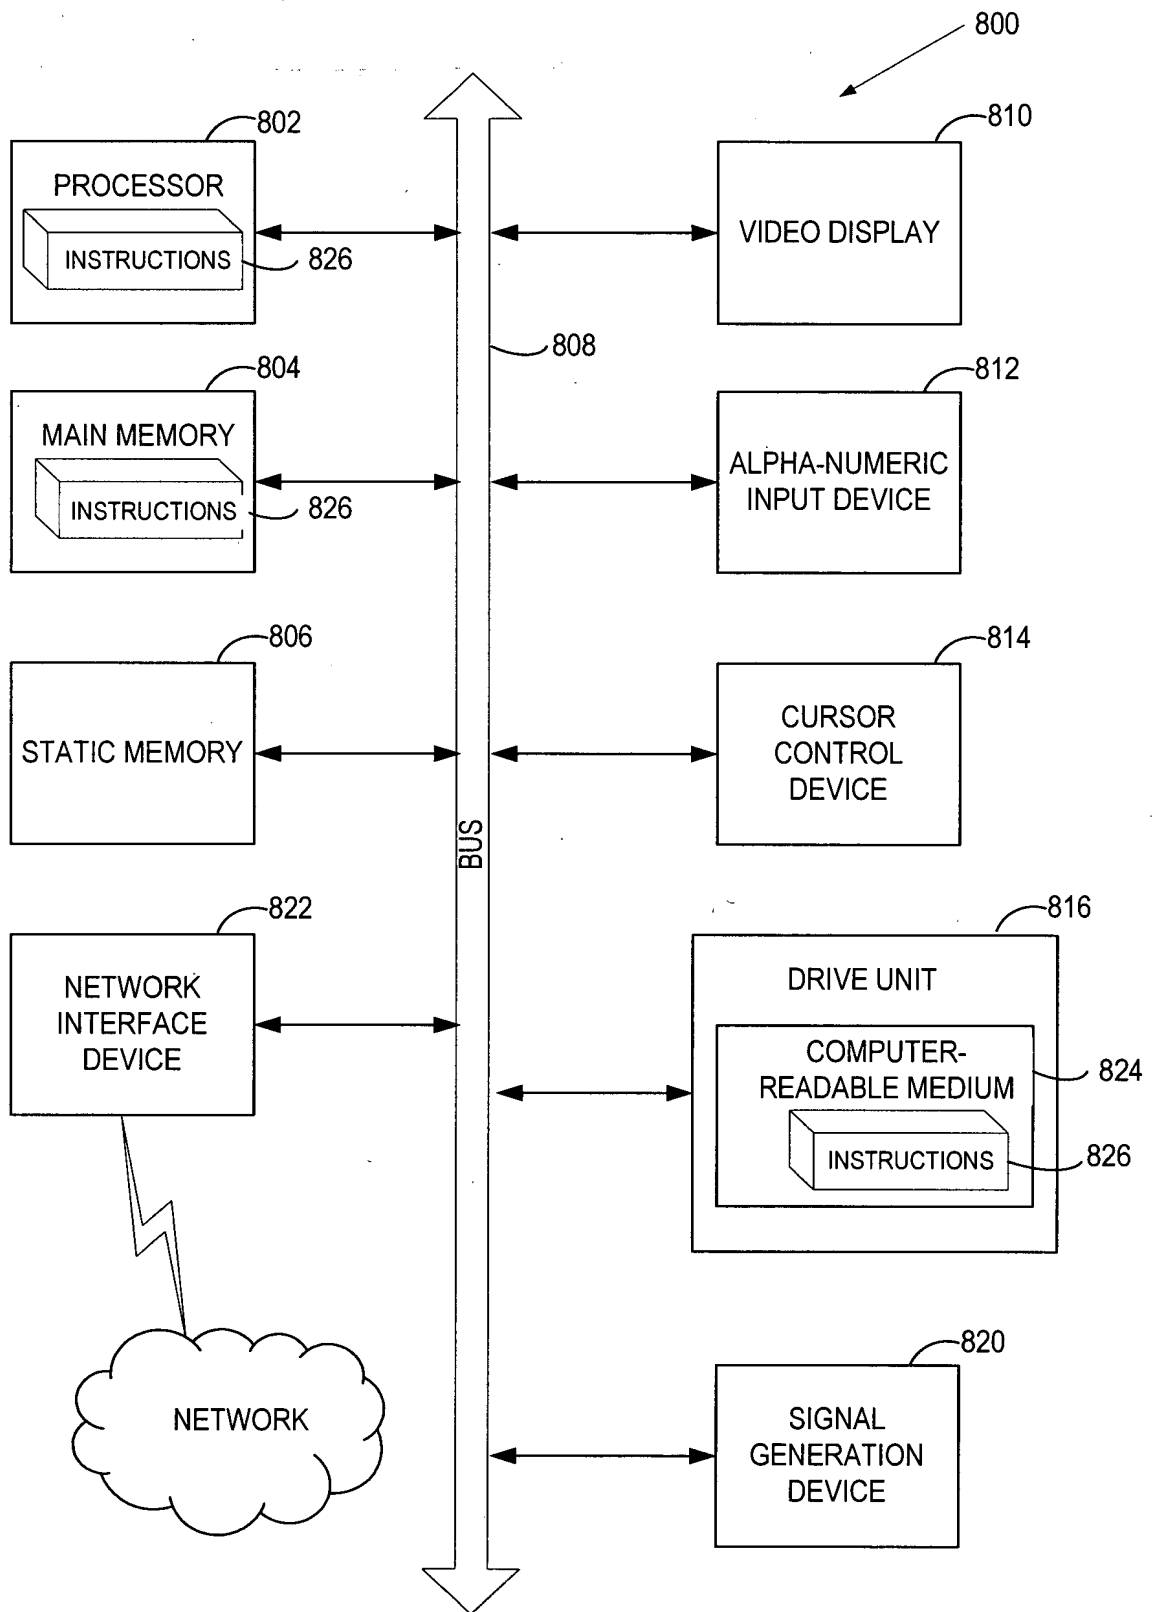 800
802
PROCESSOR
INSTRUCTIONS
826
810
VIDEO DISPLAY
808
804
MAIN MEMORY
INSTRUCTIONS
826
812
ALPHA-NUMERIC
INPUT DEVICE
806
STATIC MEMORY
814
CURSOR
CONTROL
DEVICE
BUS
822
NETWORK
INTERFACE
DEVICE
816
DRIVE UNIT
COMPUTER-
READABLE MEDIUM
824
INSTRUCTIONS
826
NETWORK
820
SIGNAL
GENERATION
DEVICE